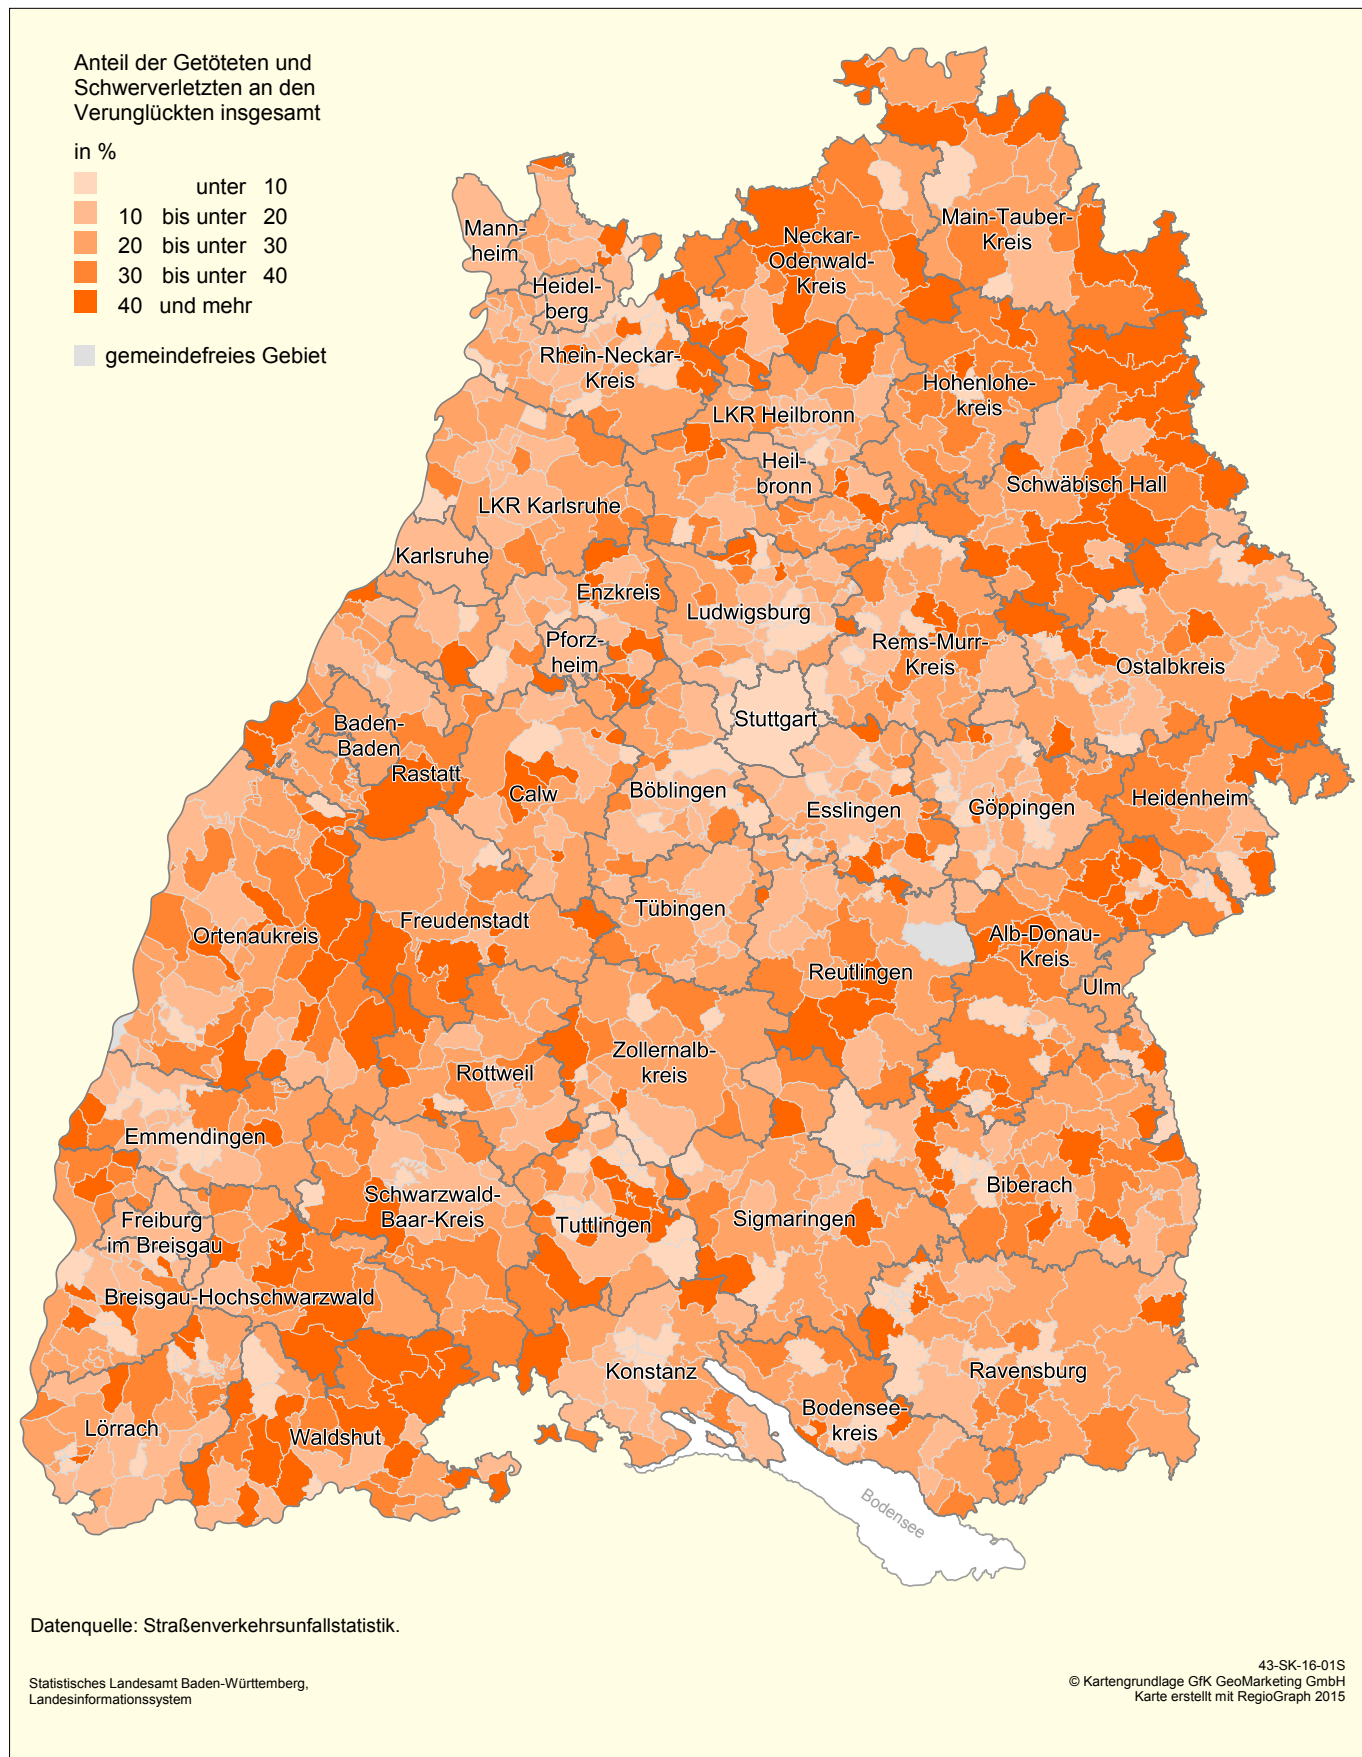 Anteil der Getöteten und
Schwerverletzten an den
Verunglückten insgesamt
in %
unter 10
10 bis unter 20
20 bis unter 30
30 bis unter 40
40 und mehr
gemeindefreies Gebiet
Mann-
heim
Heidel-
berg
Rhein-Neckar-
Kreis
Neckar-
Odenwald-
Kreis
Main-Tauber-
Kreis
Hohenlohe-
kreis
LKR Heilbronn
Heil-
bronn
Schwäbisch Hall
LKR Karlsruhe
Karlsruhe
Enzkreis
Pforz-
heim
Ludwigsburg
Rems-Murr-
Kreis
Ostalbkreis
Stuttgart
Baden-
Baden
Rastatt
Calw
Böblingen
Esslingen
Göppingen
Heidenheim
Ortenaukreis
Freudenstadt
Tübingen
Reutlingen
Alb-Donau-
Kreis
Ulm
Rottweil
Zollernalb-
kreis
Emmendingen
Freiburg
im Breisgau
Schwarzwald-
Baar-Kreis
Tuttlingen
Sigmaringen
Biberach
Breisgau-Hochschwarzwald
Konstanz
Ravensburg
Bodensee-
kreis
Lörrach
Waldshut
Bodensee
Datenquelle: Straßenverkehrsunfallstatistik.
Statistisches Landesamt Baden-Württemberg,
Landesinformationssystem
43-SK-16-01S
© Kartengrundlage GfK GeoMarketing GmbH
Karte erstellt mit RegioGraph 2015